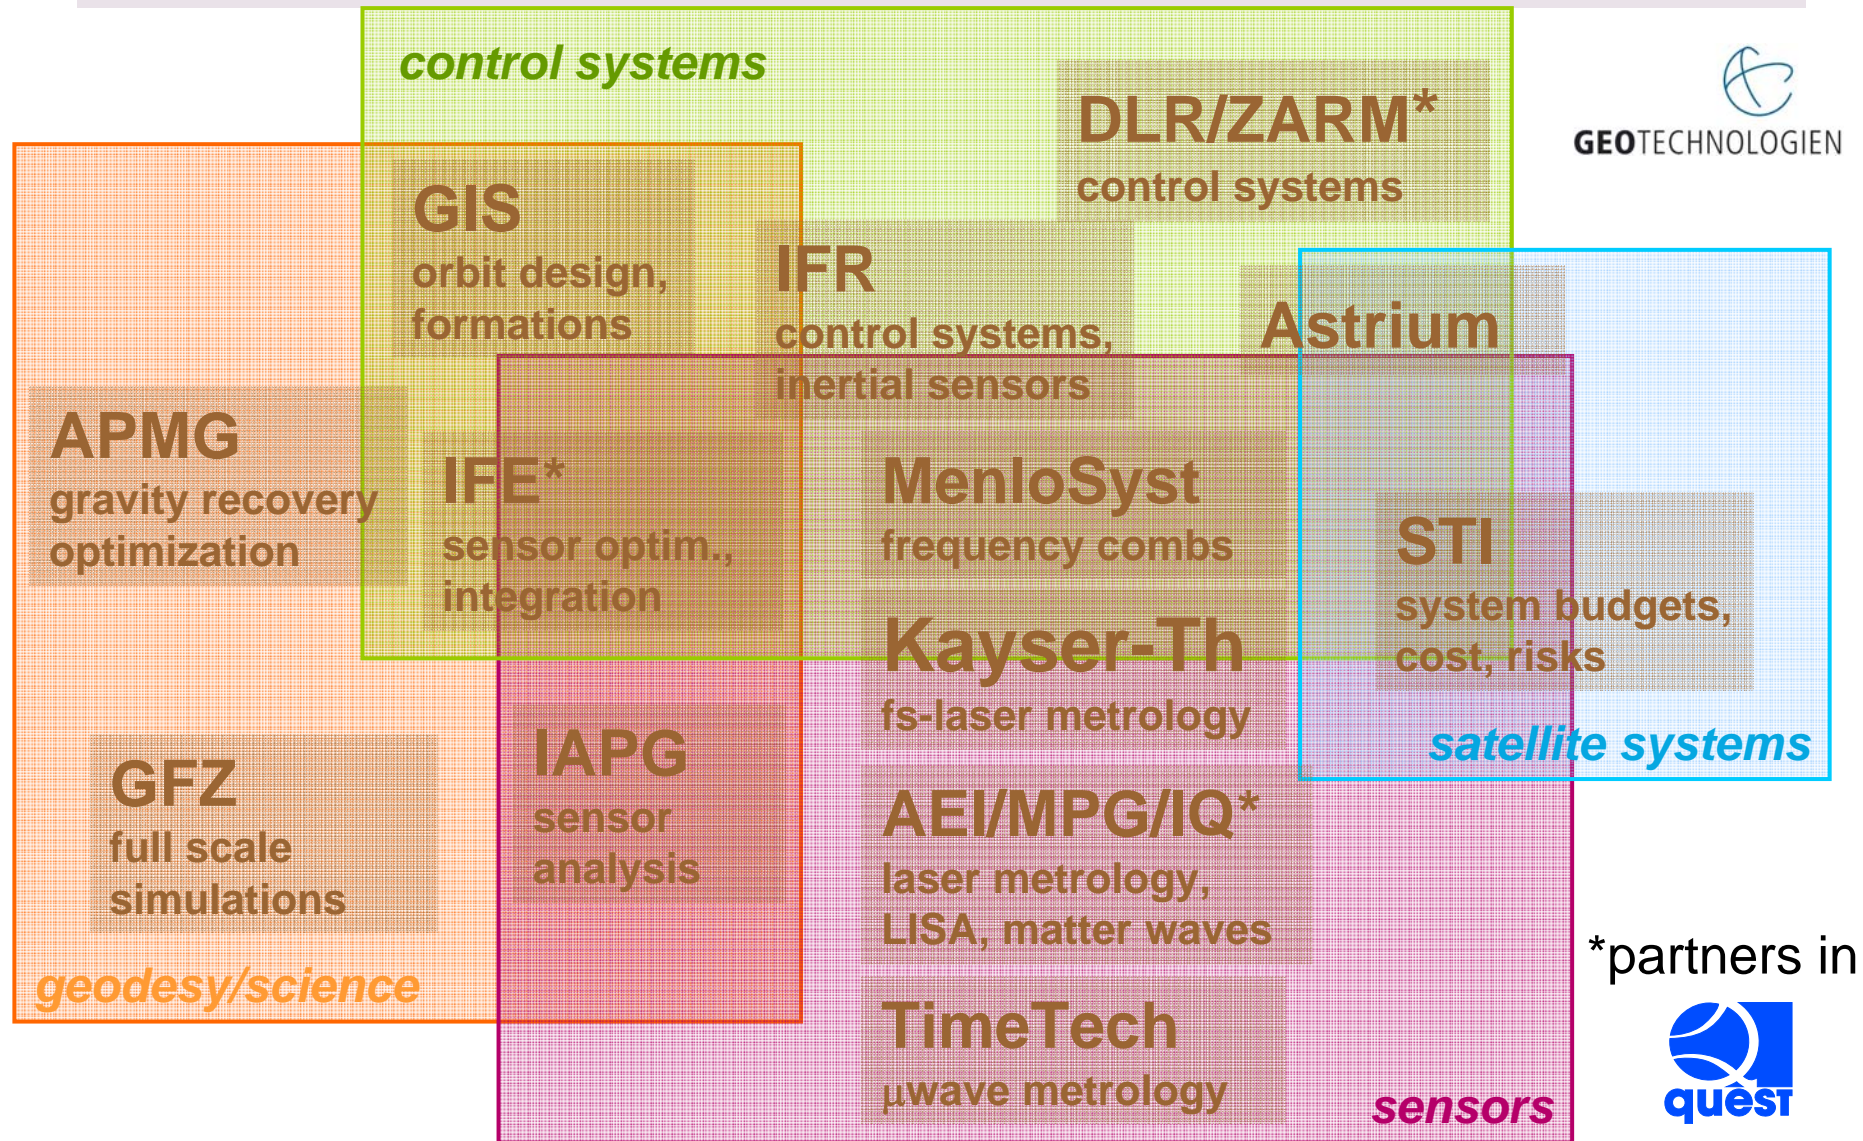 control systems
DLR/ZARM*
control systems
GEOTECHNOLOGIEN
GIS
orbit design,
formations
IFR
control systems,
inertial sensors
Astrium
APMG
gravity recovery
optimization
IFE*
sensor optim.,
integration
MenloSyst
frequency combs
STI
system budgets,
cost, risks
Kayser-Th
fs-laser metrology
satellite systems
GFZ
full scale
simulations
IAPG
sensor
analysis
AEI/MPG/IQ*
laser metrology,
LISA, matter waves
geodesy/science
TimeTech
μwave metrology
sensors
*partners in
quest